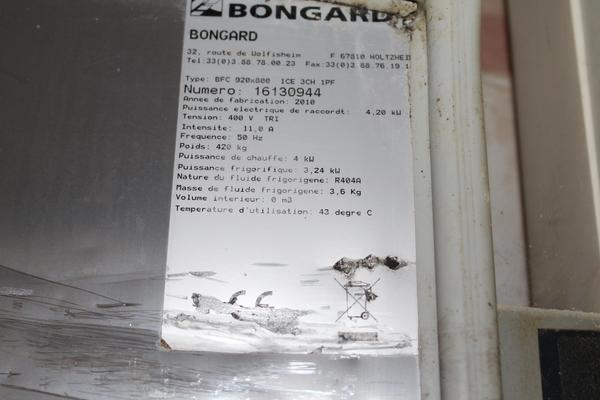 BONGARD
BONGARD
32, route de Wolfisheim F 67810 HOLTZHEI
Tel:33(0)3.88.78.00.23 Fax:33(0)3.88.76.19.1
Type: BFC 920x800 1CE 3CH 1PF
Numero: 16130944
Annee de fabrication: 2010
Puissance electrique de raccordt: 4,20 kW
Tension: 400 V TRI
Intensite: 11,0 A
Frequence: 50 Hz
Poids: 420 kg
Puissance de chauffe: 4 kW
Puissance frigorifique: 3,24 kW
Nature du fluide frigorigene: R404A
Masse de fluide frigorigene: 3,6 Kg
Volume interieur: 0 m3
Temperature d'utilisation: 43 degre C
CE